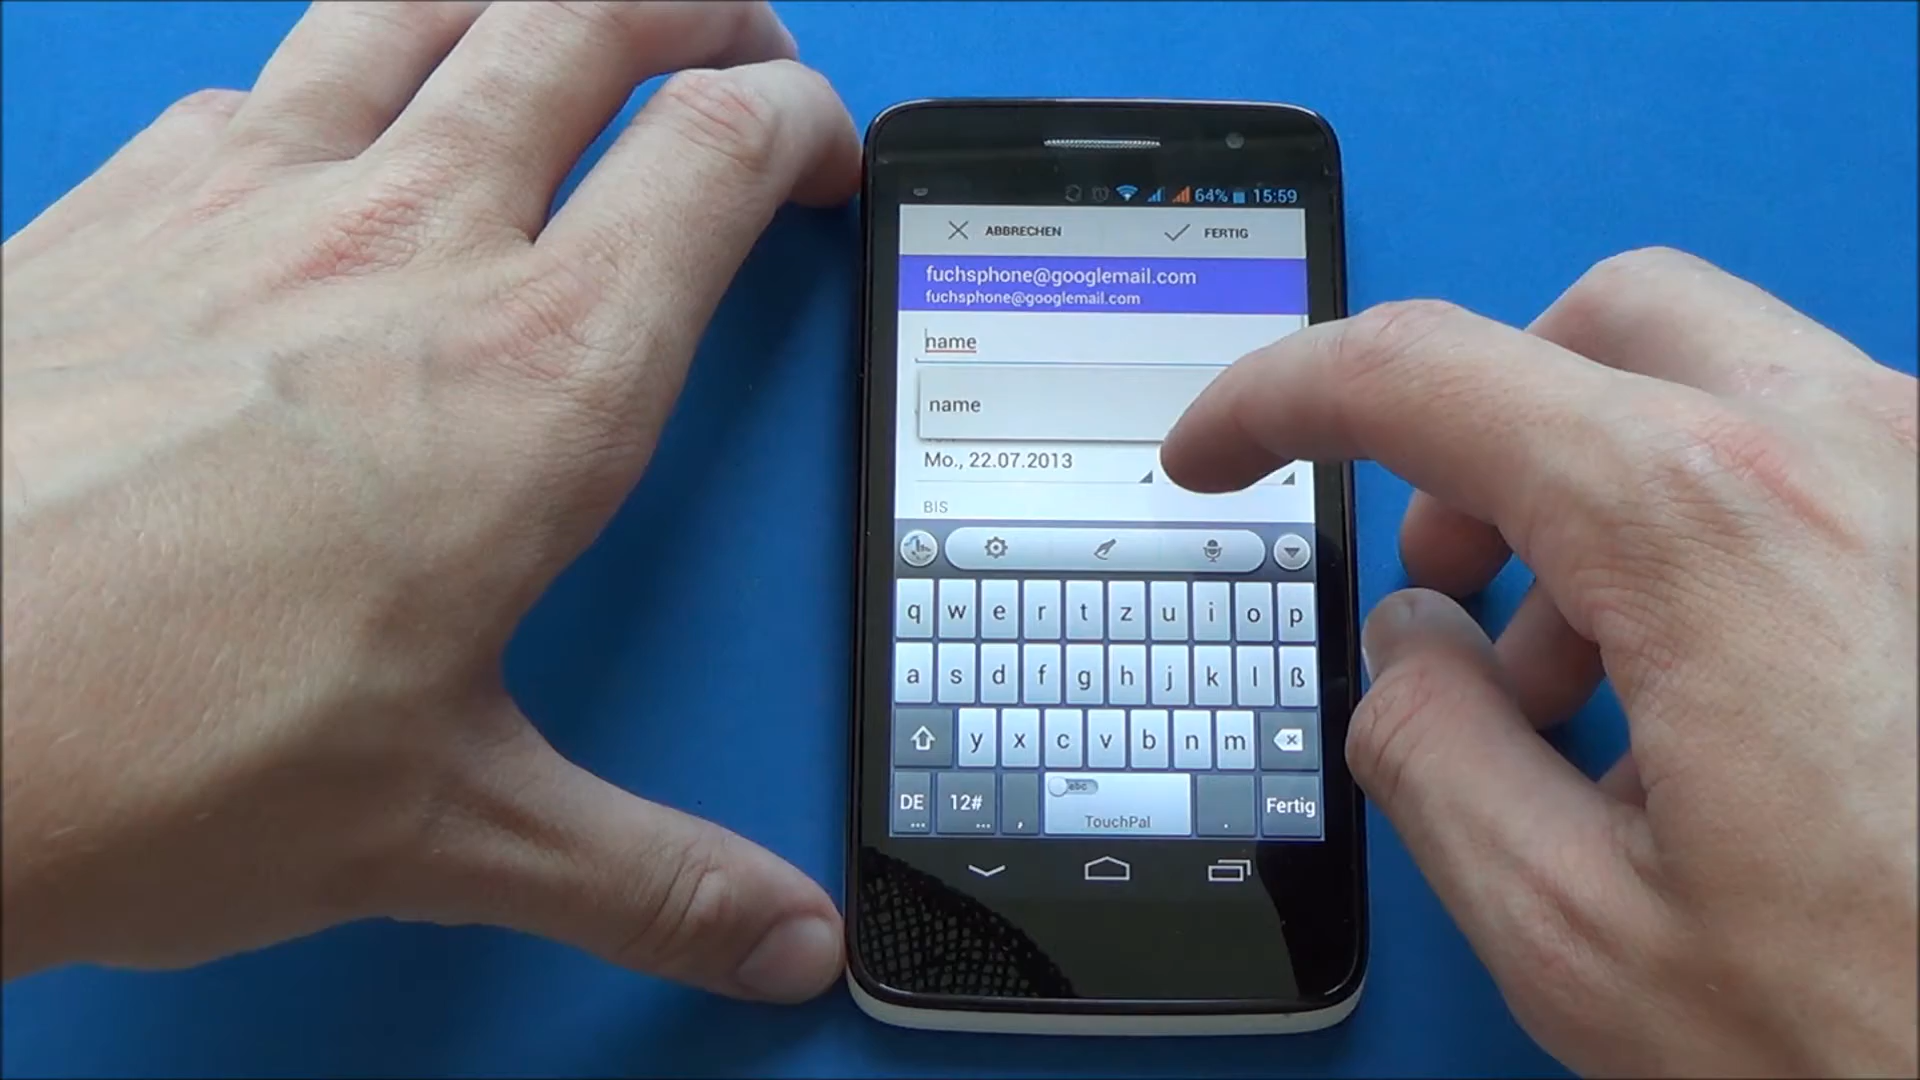 64% 15:59
ABBRECHEN FERTIG
fuchsphone@googlemail.com
fuchsphone@googlemail.com
name
name
Mo., 22.07.2013
BIS
q w e r t z u i o p
a s d f g h j k l ß
y x c v b n m
DE 12# , abc . Fertig
TouchPal